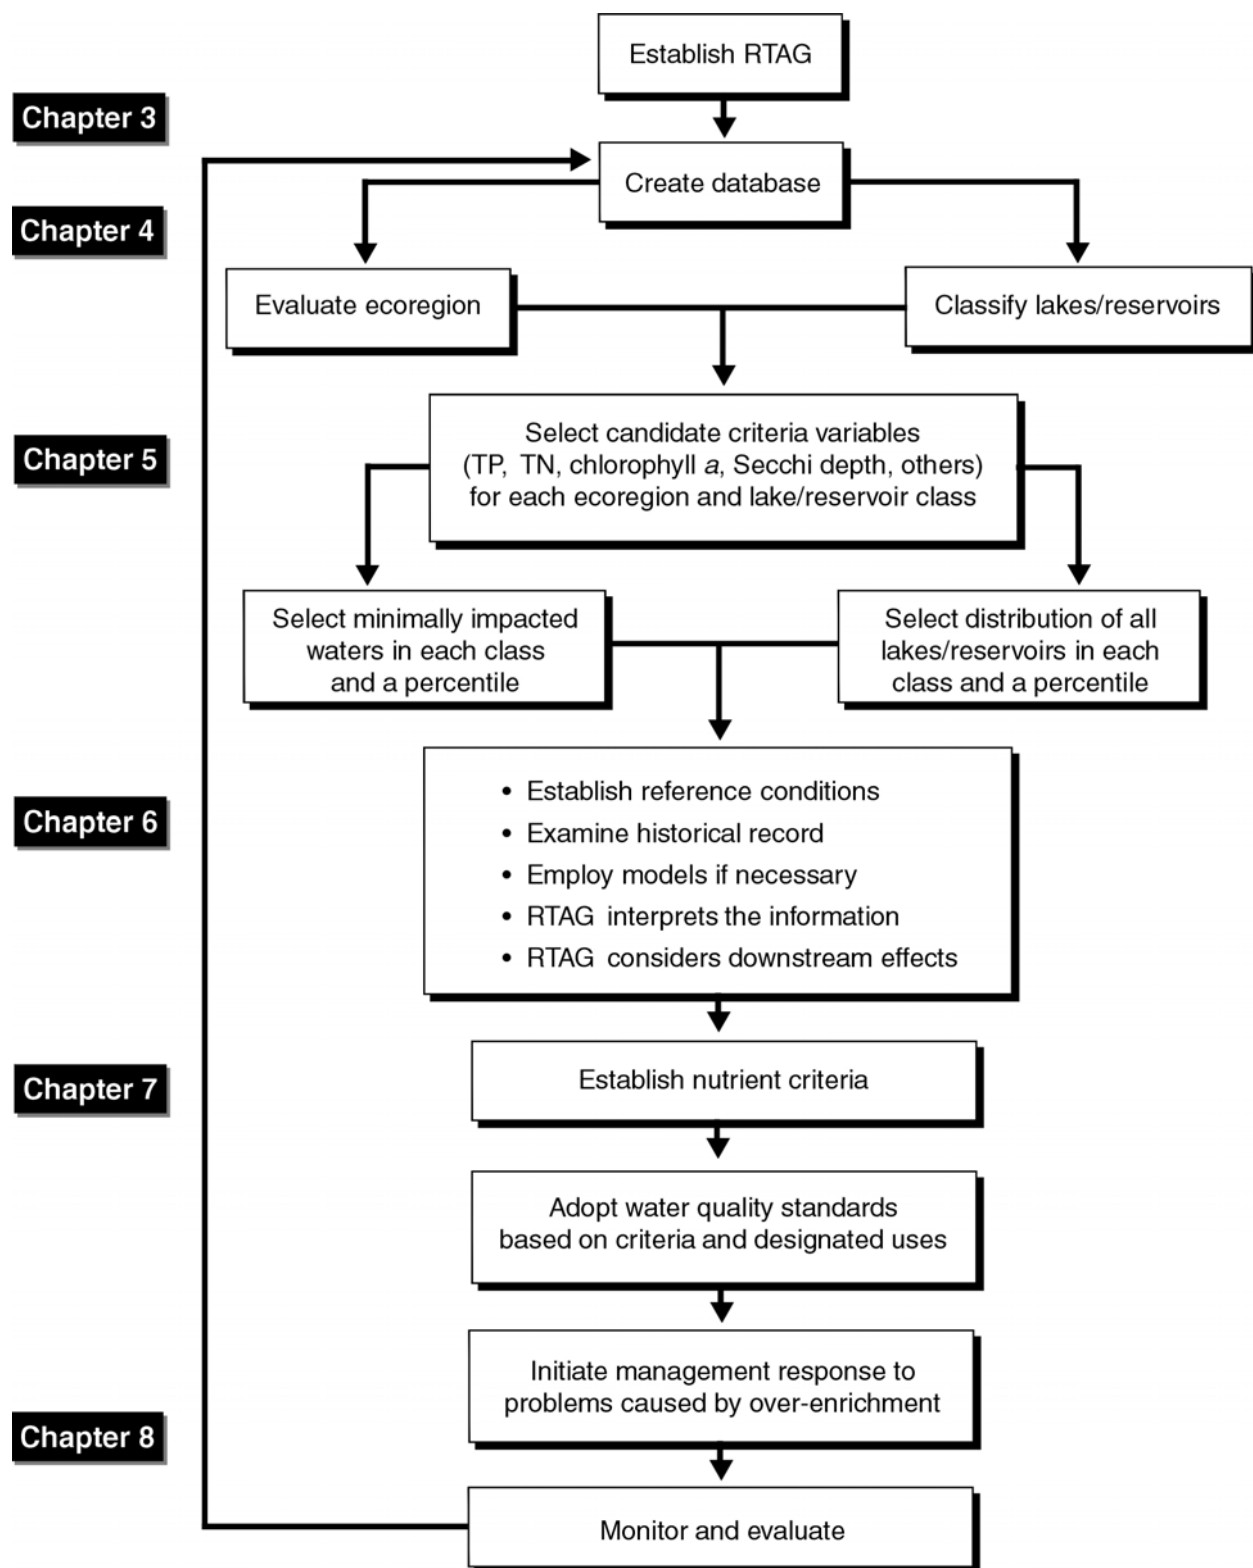 Establish RTAG
Chapter 3
Create database
Chapter 4
Evaluate ecoregion
Classify lakes/reservoirs
Chapter 5
Select candidate criteria variables
(TP, TN, chlorophyll a, Secchi depth, others)
for each ecoregion and lake/reservoir class
Select minimally impacted
waters in each class
and a percentile
Select distribution of all
lakes/reservoirs in each
class and a percentile
Chapter 6
• Establish reference conditions
• Examine historical record
• Employ models if necessary
• RTAG interprets the information
• RTAG considers downstream effects
Chapter 7
Establish nutrient criteria
Adopt water quality standards
based on criteria and designated uses
Initiate management response to
problems caused by over-enrichment
Chapter 8
Monitor and evaluate